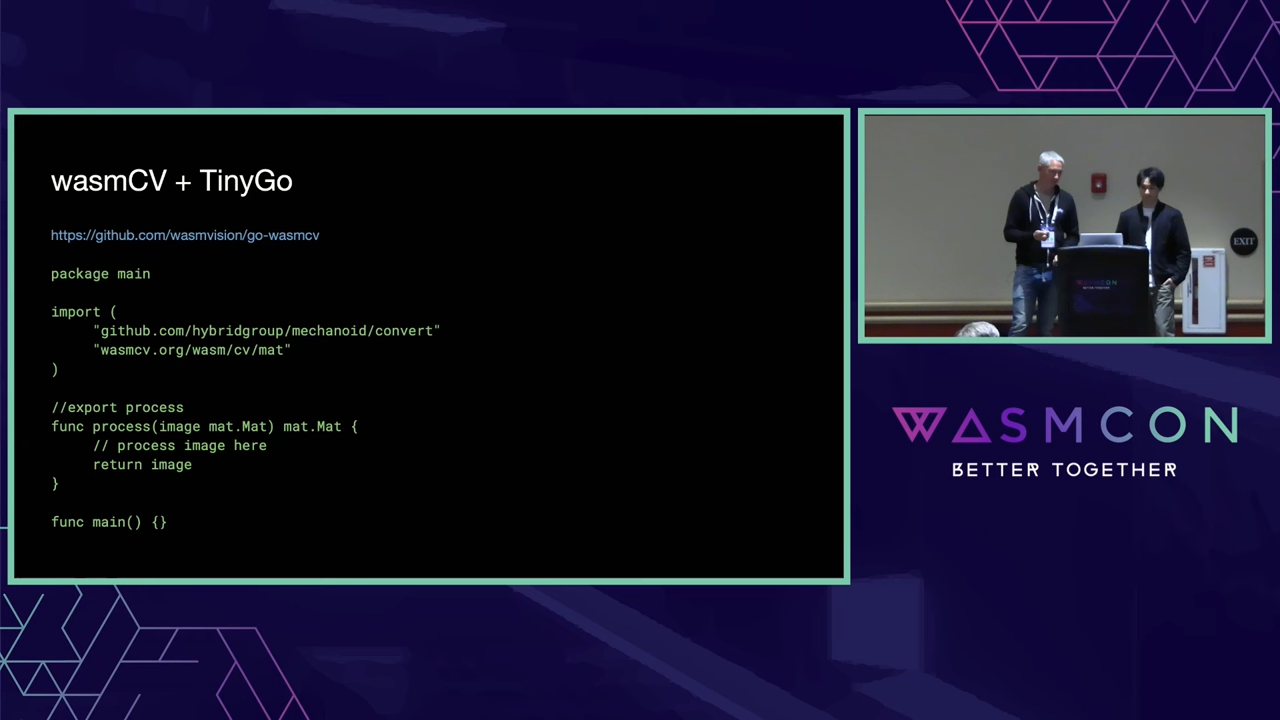 wasmCV + TinyGo
https://github.com/wasmvision/go-wasmcv
package main
import (
"github.com/hybridgroup/mechanoid/convert"
"wasmcv.org/wasm/cv/mat"
)
//export process
func process(image mat.Mat) mat.Mat {
// process image here
return image
}
func main() {}
EXIT
WASMCON
WASMCON
BETTER TOGETHER